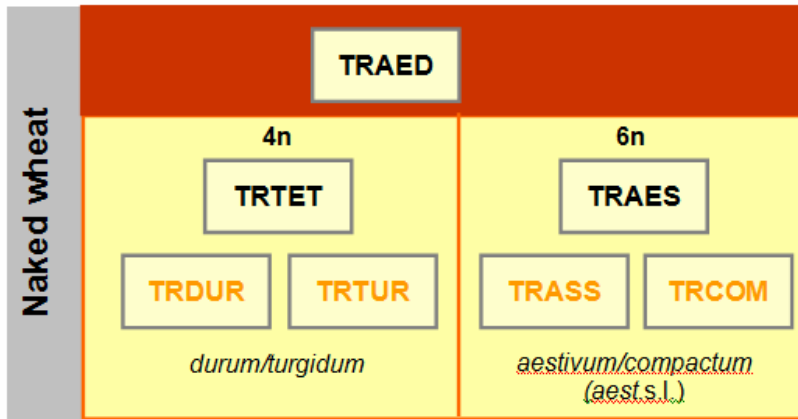 Naked wheat
TRAED
4n
6n
TRTET
TRAES
TRDUR
TRTUR
TRASS
TRCOM
durum/turgidum
aestivum/compactum
(aest.s.l.)